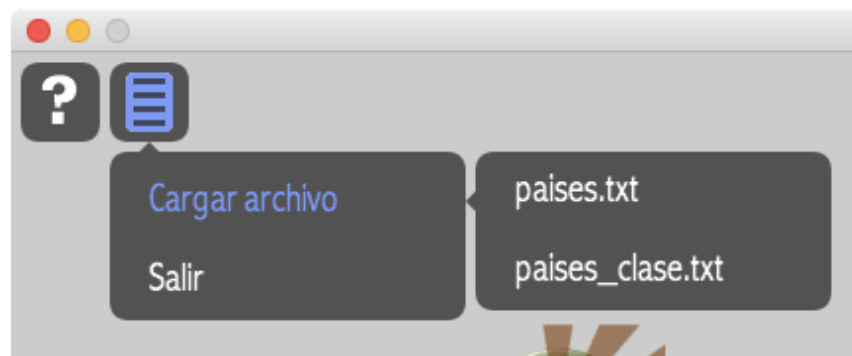 ?
Cargar archivo
Salir
paises.txt
paises_clase.txt